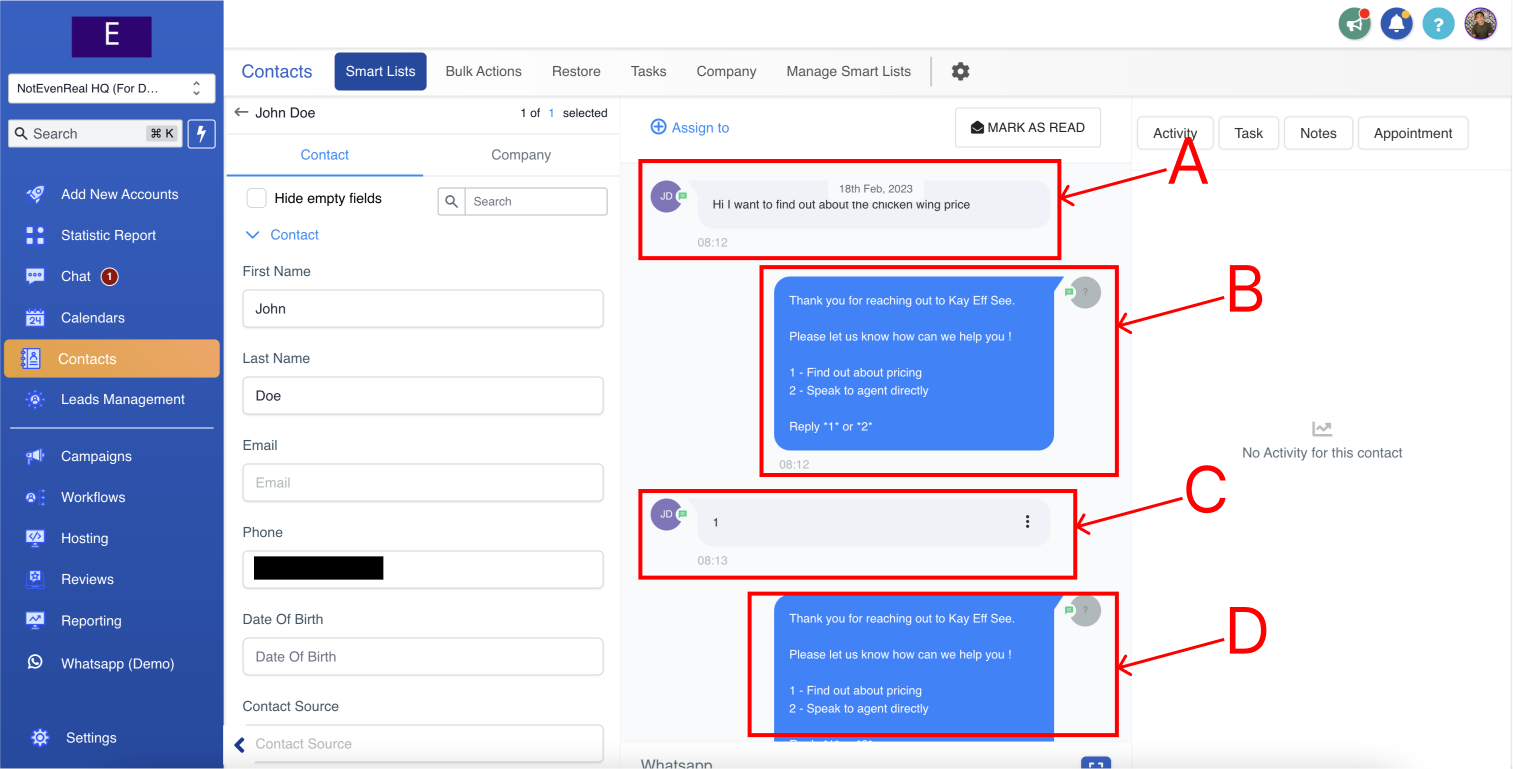 E
NotEvenReal HQ (For D...
Search ⌘ K
Add New Accounts
Statistic Report
Chat 1
Calendars
24
Contacts
Leads Management
Campaigns
Workflows
Hosting
Reviews
Reporting
Whatsapp (Demo)
Settings
?
Contacts Smart Lists Bulk Actions Restore Tasks Company Manage Smart Lists
← John Doe 1 of 1 selected
Contact Company
Hide empty fields Search
Contact
First Name
John
Last Name
Doe
Email
Email
Phone
Date Of Birth
Date Of Birth
Contact Source
Contact Source
Assign to MARK AS READ
18th Feb, 2023
JD Hi I want to find out about the chicken wing price
08:12
A
Thank you for reaching out to Kay Eff See. ?
Please let us know how can we help you !
1 - Find out about pricing
2 - Speak to agent directly
Reply *1* or *2*
08:12
B
JD 1
08:13
C
Thank you for reaching out to Kay Eff See. ?
Please let us know how can we help you !
1 - Find out about pricing
2 - Speak to agent directly
D
Whatsapp
Activity Task Notes Appointment
No Activity for this contact